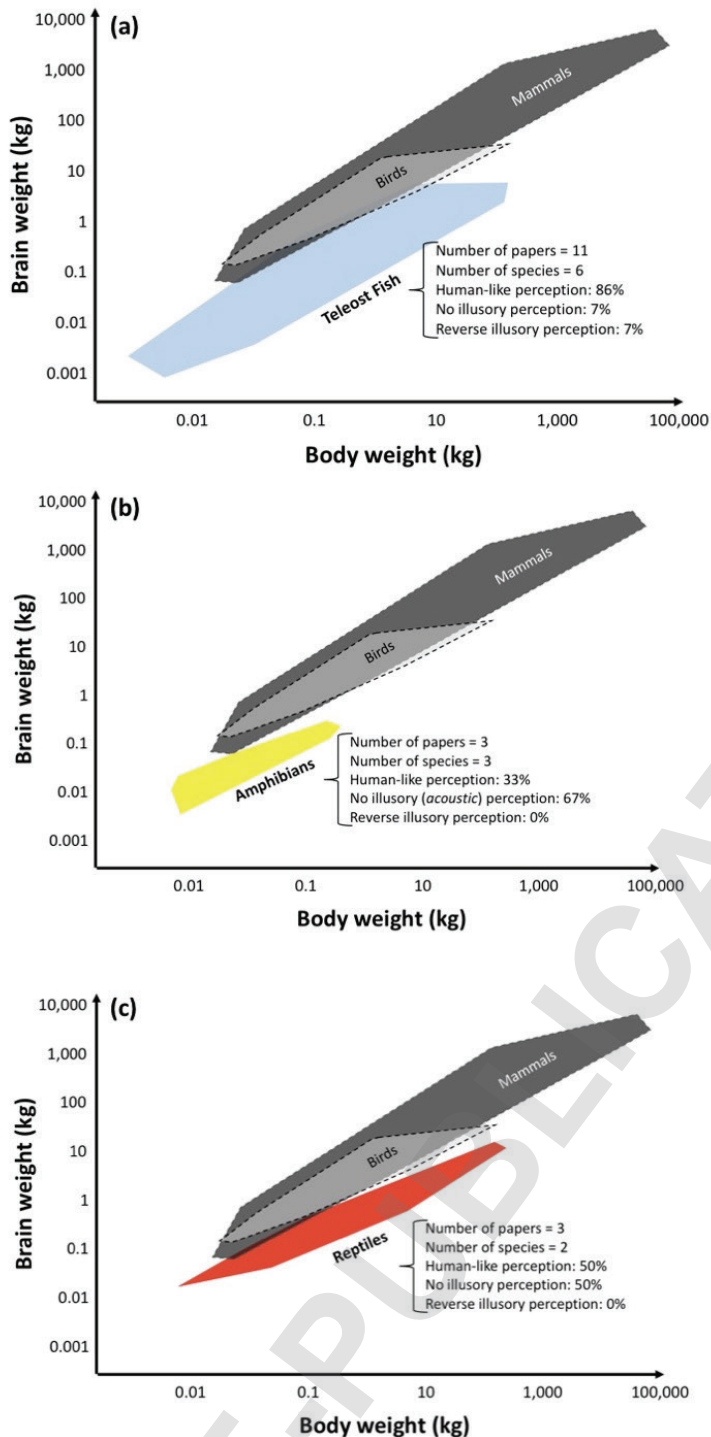 (a)
10,000
1,000
100
10
1
0.1
0.01
0.001
Brain weight (kg)
Mammals
Birds
Teleost Fish
Number of papers = 11
Number of species = 6
Human-like perception: 86%
No illusory perception: 7%
Reverse illusory perception: 7%
0.01 0.1 10 1,000 100,000
Body weight (kg)
(b)
10,000
1,000
100
10
1
0.1
0.01
0.001
Brain weight (kg)
Mammals
Birds
Amphibians
Number of papers = 3
Number of species = 3
Human-like perception: 33%
No illusory (acoustic) perception: 67%
Reverse illusory perception: 0%
0.01 0.1 10 1,000 100,000
Body weight (kg)
(c)
10,000
1,000
100
10
1
0.1
0.01
0.001
Brain weight (kg)
Mammals
Birds
Reptiles
Number of papers = 3
Number of species = 2
Human-like perception: 50%
No illusory perception: 50%
Reverse illusory perception: 0%
0.01 0.1 10 1,000 100,000
Body weight (kg)